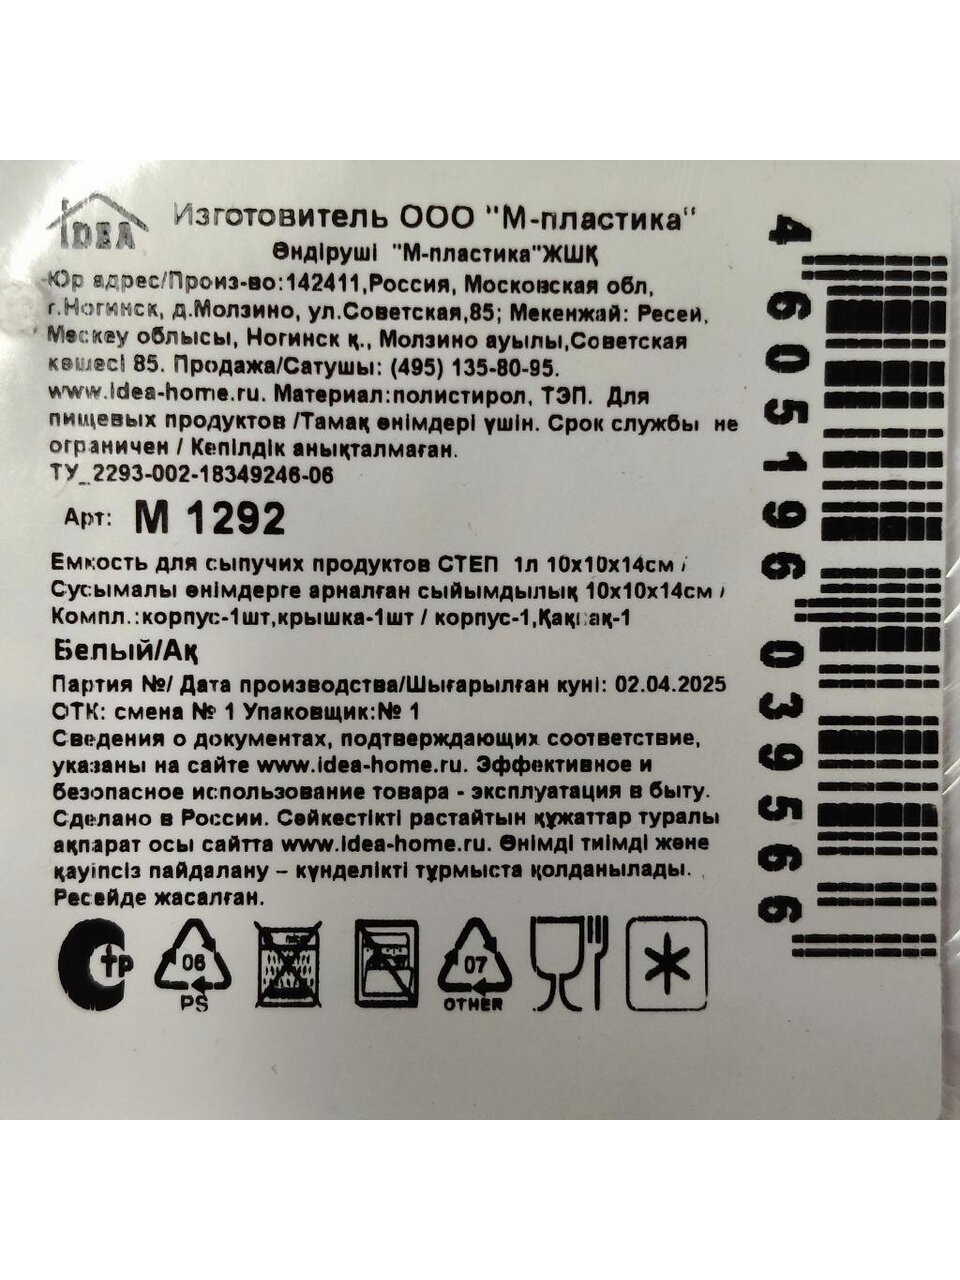 IDEA
Изготовитель ООО "М-пластика"
Өндіруші "М-пластика"ЖШҚ
Юр адрес/Произ-во:142411,Россия, Московская обл,
г.Ногинск, д.Молзино, ул.Советская,85; Мекенжай: Ресей,
Мәскеу облысы, Ногинск қ., Молзино ауылы,Советская
көшесі 85. Продажа/Сатушы: (495) 135-80-95.
www.idea-home.ru. Материал:полистирол, ТЭП. Для
пищевых продуктов /Тамақ өнімдері үшін. Срок службы не
ограничен / Кепілдік анықталмаған.
ТУ_2293-002-18349246-06
Арт: М 1292
Емкость для сыпучих продуктов СТЕП 1л 10х10х14см /
Сусымалы өнімдерге арналған сыйымдылық 10х10х14см /
Компл.:корпус-1шт,крышка-1шт / корпус-1,Қақпақ-1
Белый/Ақ
Партия №/ Дата производства/Шығарылған күні: 02.04.2025
ОТК: смена № 1 Упаковщик:№ 1
Сведения о документах, подтверждающих соответствие,
указаны на сайте www.idea-home.ru. Эффективное и
безопасное использование товара - эксплуатация в быту.
Сделано в России. Сәйкестікті растайтын құжаттар туралы
ақпарат осы сайтта www.idea-home.ru. Өнімді тиімді және
қауіпсіз пайдалану – күнделікті тұрмыста қолданылады.
Ресейде жасалған.
СТР
06
PS
07
OTHER
4 605196 039566